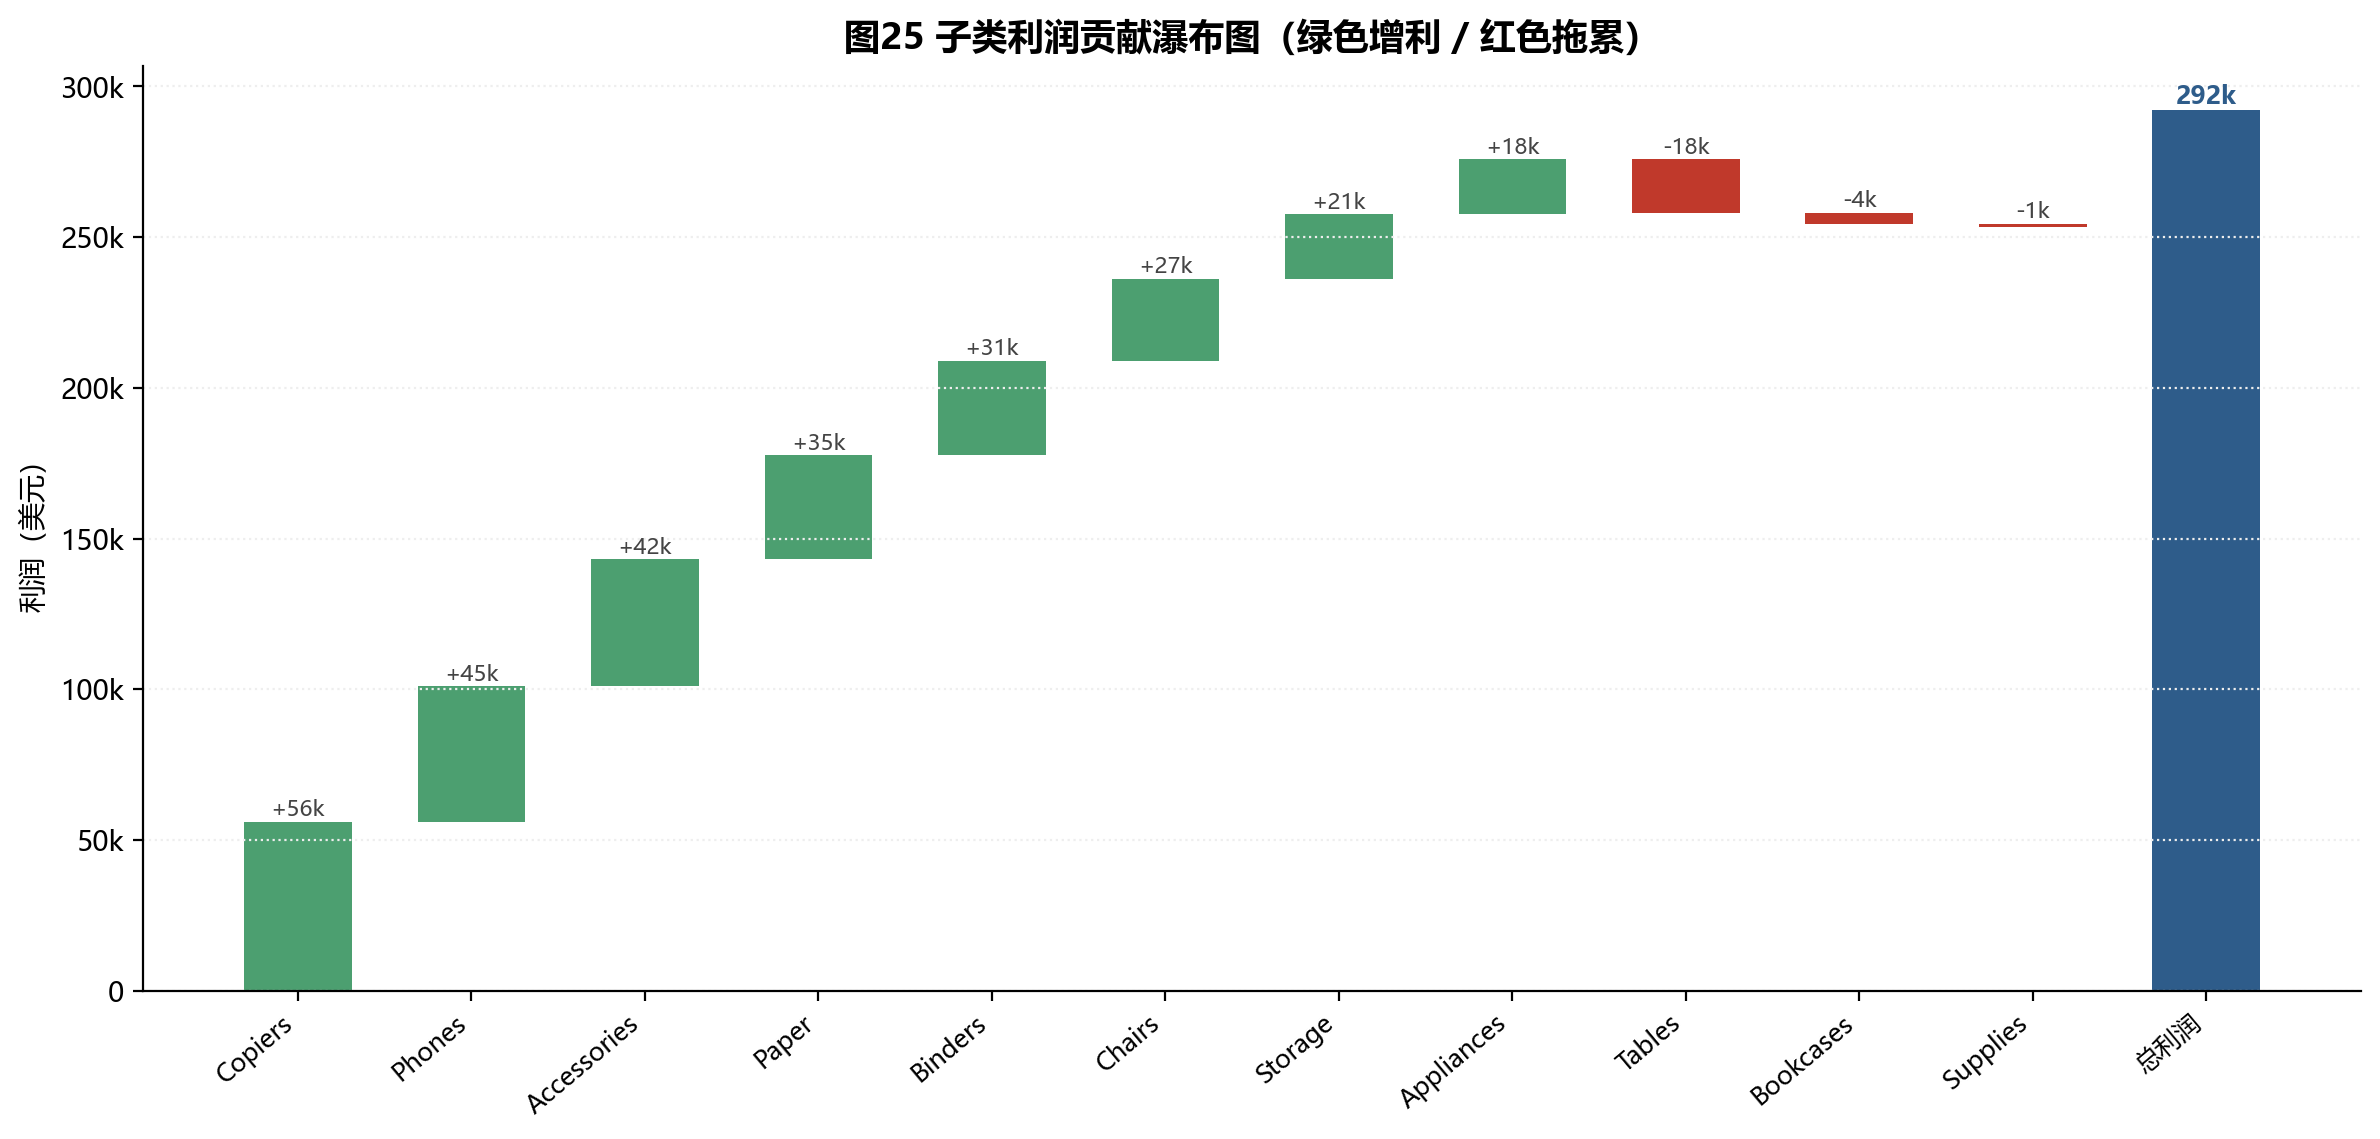 图25 子类利润贡献瀑布图（绿色增利 / 红色拖累）
利润（美元）
300k
250k
200k
150k
100k
50k
0
+56k
+45k
+42k
+35k
+31k
+27k
+21k
+18k
-18k
-4k
-1k
292k
Copiers
Phones
Accessories
Paper
Binders
Chairs
Storage
Appliances
Tables
Bookcases
Supplies
总利润